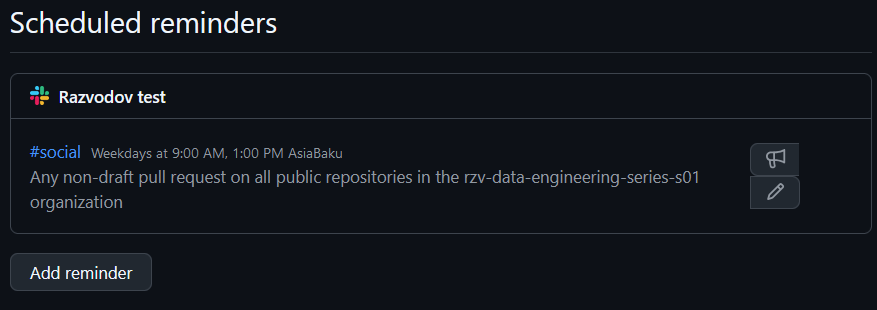 Scheduled reminders
Razvodov test
#social Weekdays at 9:00 AM, 1:00 PM AsiaBaku
Any non-draft pull request on all public repositories in the rzv-data-engineering-series-s01
organization
Add reminder